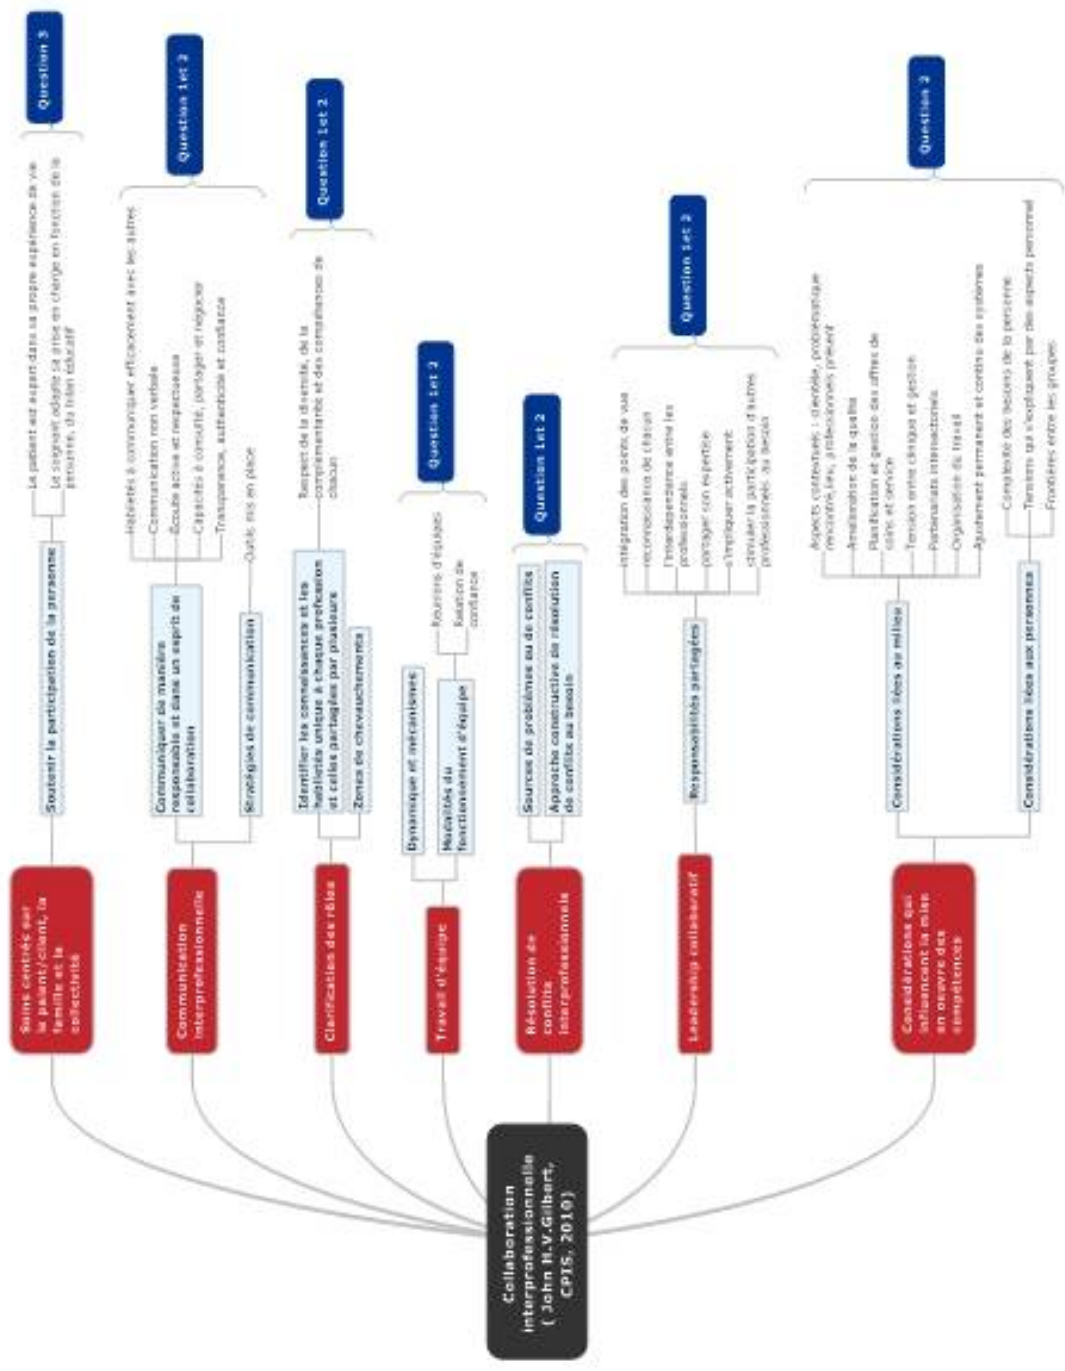 Collaboration
interprofessionnelle
( John H.V.Gilbert,
CPIS, 2010)
Soins centrés sur
le paient/client, la
famille et la
collectivité
Soutenir la participation de la personne
Le patient est expert dans sa propre expérience de vie
Le soignant adapte sa prise en charge en fonction de la
personne, du bilan éducatif
Question 3
Communication
interprofessionnelle
Communiquer de manière
responsable et dans un esprit de
collaboration
Habiletés à communiquer efficacement avec les autres
Communication non verbale
Écoute active et respectueuse
Capacités à consulté, partager et négocier
Transparence, authenticité et confiance
Stratégies de communication
Outils mis en place
Question 1et 2
Clarification des rôles
Identifier les connaissances et les
habiletés unique à chaque profession
et celles partagées par plusieurs
Respect de la diversité, de la
complémentarité et des compétences de
chacun
Zones de chevauchements
Question 1et 2
Travail d'équipe
Dynamique et mécanismes
Modalités du
fonctionnement d'équipe
Réunions d'équipes
Relation de
confiance
Question 1et 2
Résolution de
conflits
interprofessionnels
Sources de problèmes ou de conflits
Approche constructive de résolution
de conflits au besoin
Question 1et 2
Leadership collaboratif
Responsabilités partagées
intégration des points de vue
reconnaissance de chacun
l'interdépendance entre les
professionnels
partager son expertise
s'impliquer activement
stimuler la participation d'autres
professionnels au besoin
Question 1et 2
Considérations qui
influencent la mise
en oeuvre des
compétences
Considérations liées au milieu
Aspects contextuels : clientèle, problématique
rencontrées, professionnels présent
Amélioration de la qualité
Planification et gestion des offres de
soins et service
Tension entre clinique et gestion
Partenariats intersectoriels
Organisation du travail
Ajustement permanent et continu des systèmes
Considérations liées aux personnes
Complexité des besoins de la personne
Tensions qui s'expliquent par des aspects personnel
Frontières entre les groupes
Question 2